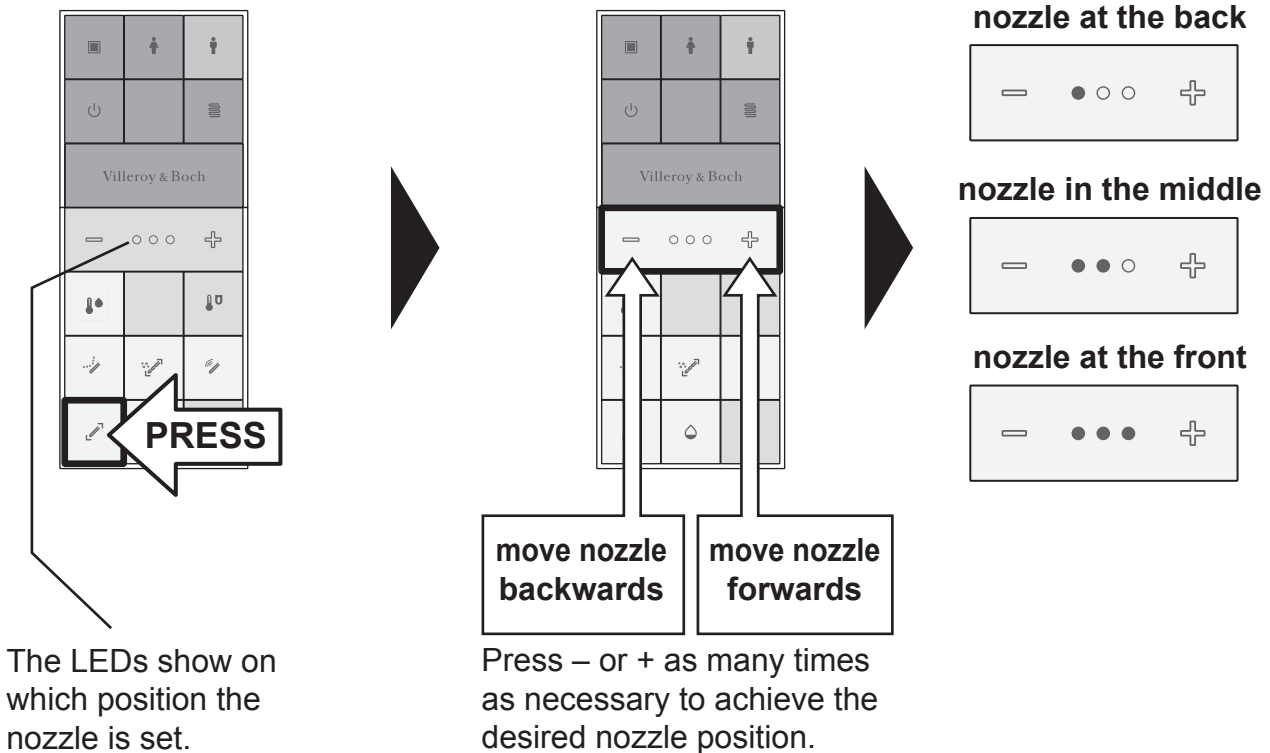 nozzle at the back
Villeroy & Boch
Villeroy & Boch
nozzle in the middle
nozzle at the front
PRESS
move nozzle
backwards
move nozzle
forwards
The LEDs show on
which position the
nozzle is set.
Press – or + as many times
as necessary to achieve the
desired nozzle position.